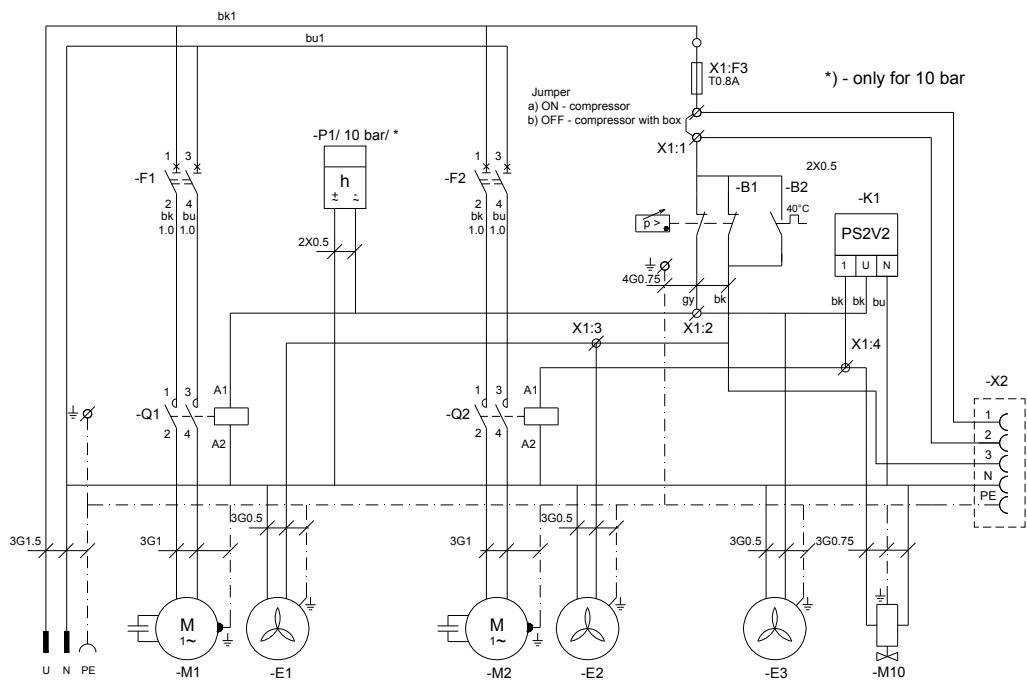 bk1
bu1
X1:F3
T0.8A
*) - only for 10 bar
Jumper
a) ON - compressor
b) OFF - compressor with box
X1:1
-P1/ 10 bar/ *
h
± ~
~ -
1 3
-F1
2 4
bk bu
1.0 1.0
1 3
-F2
2 4
bk bu
1.0 1.0
2X0.5
-B1
-B2
2X0.5
40°C
p >
-K1
PS2V2
1 U N
bk bk bu
2X0.5
4G0.75
gy bk
X1:2
X1:3
X1:4
1 3
-Q1
2 4
A1
A2
1 3
-Q2
2 4
A1
A2
-X2
1
2
3
N
PE
3G1.5
3G1
3G0.5
3G1
3G0.5
3G0.5
3G0.75
M
1~
M
1~
U N PE
-M1
-E1
-M2
-E2
-E3
-M10